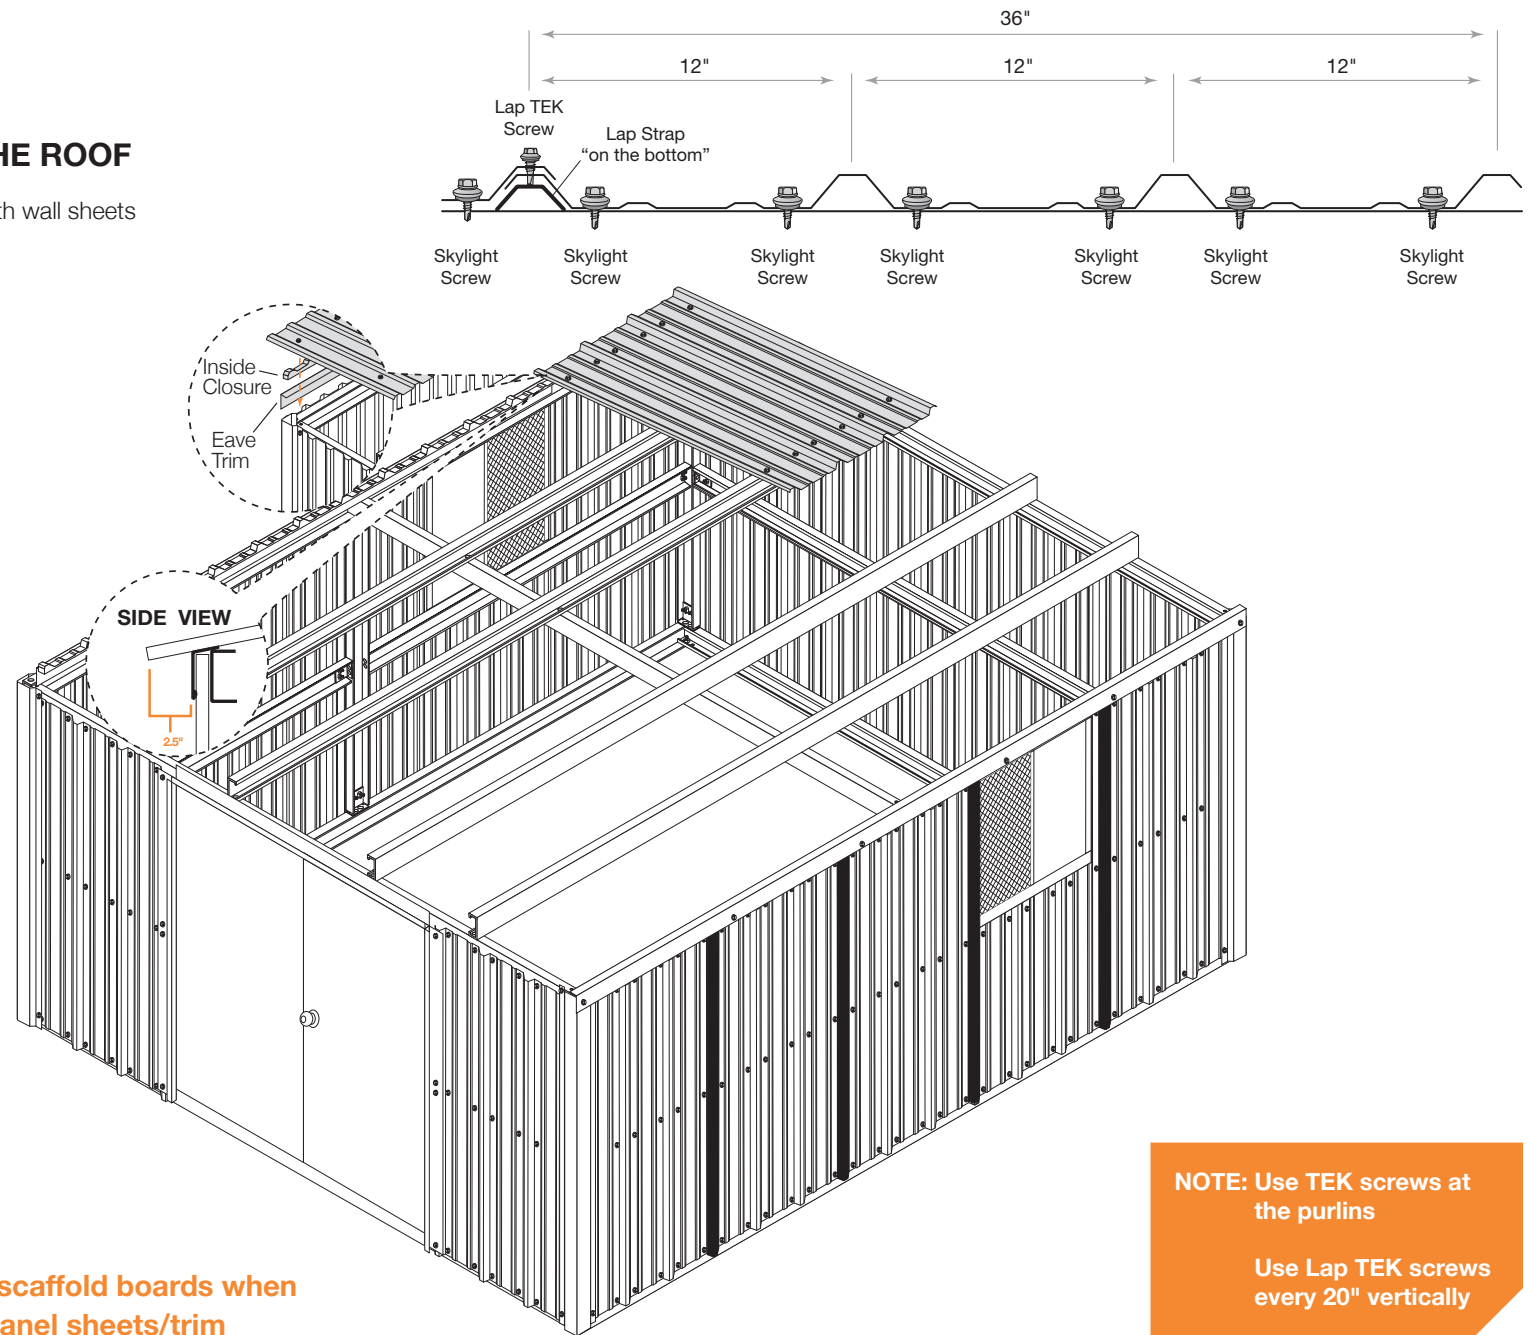 36"
12" 12" 12"
Lap TEK
Screw
Lap Strap
“on the bottom”
HE ROOF
th wall sheets
Skylight
Screw
Skylight
Screw
Skylight
Screw
Skylight
Screw
Skylight
Screw
Skylight
Screw
Skylight
Screw
Inside
Closure
Eave
Trim
SIDE VIEW
2.5"
NOTE: Use TEK screws at
the purlins
Use Lap TEK screws
every 20" vertically
scaffold boards when
anel sheets/trim